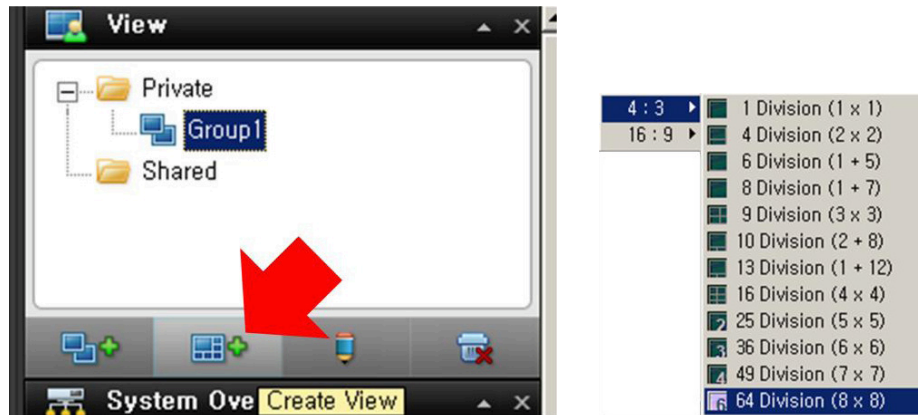 View
Private
Group1
Shared
System Ove
Create View
4 : 3
16 : 9
1 Division (1 x 1)
4 Division (2 x 2)
6 Division (1 + 5)
8 Division (1 + 7)
9 Division (3 x 3)
10 Division (2 + 8)
13 Division (1 + 12)
16 Division (4 x 4)
25 Division (5 x 5)
36 Division (6 x 6)
49 Division (7 x 7)
64 Division (8 x 8)